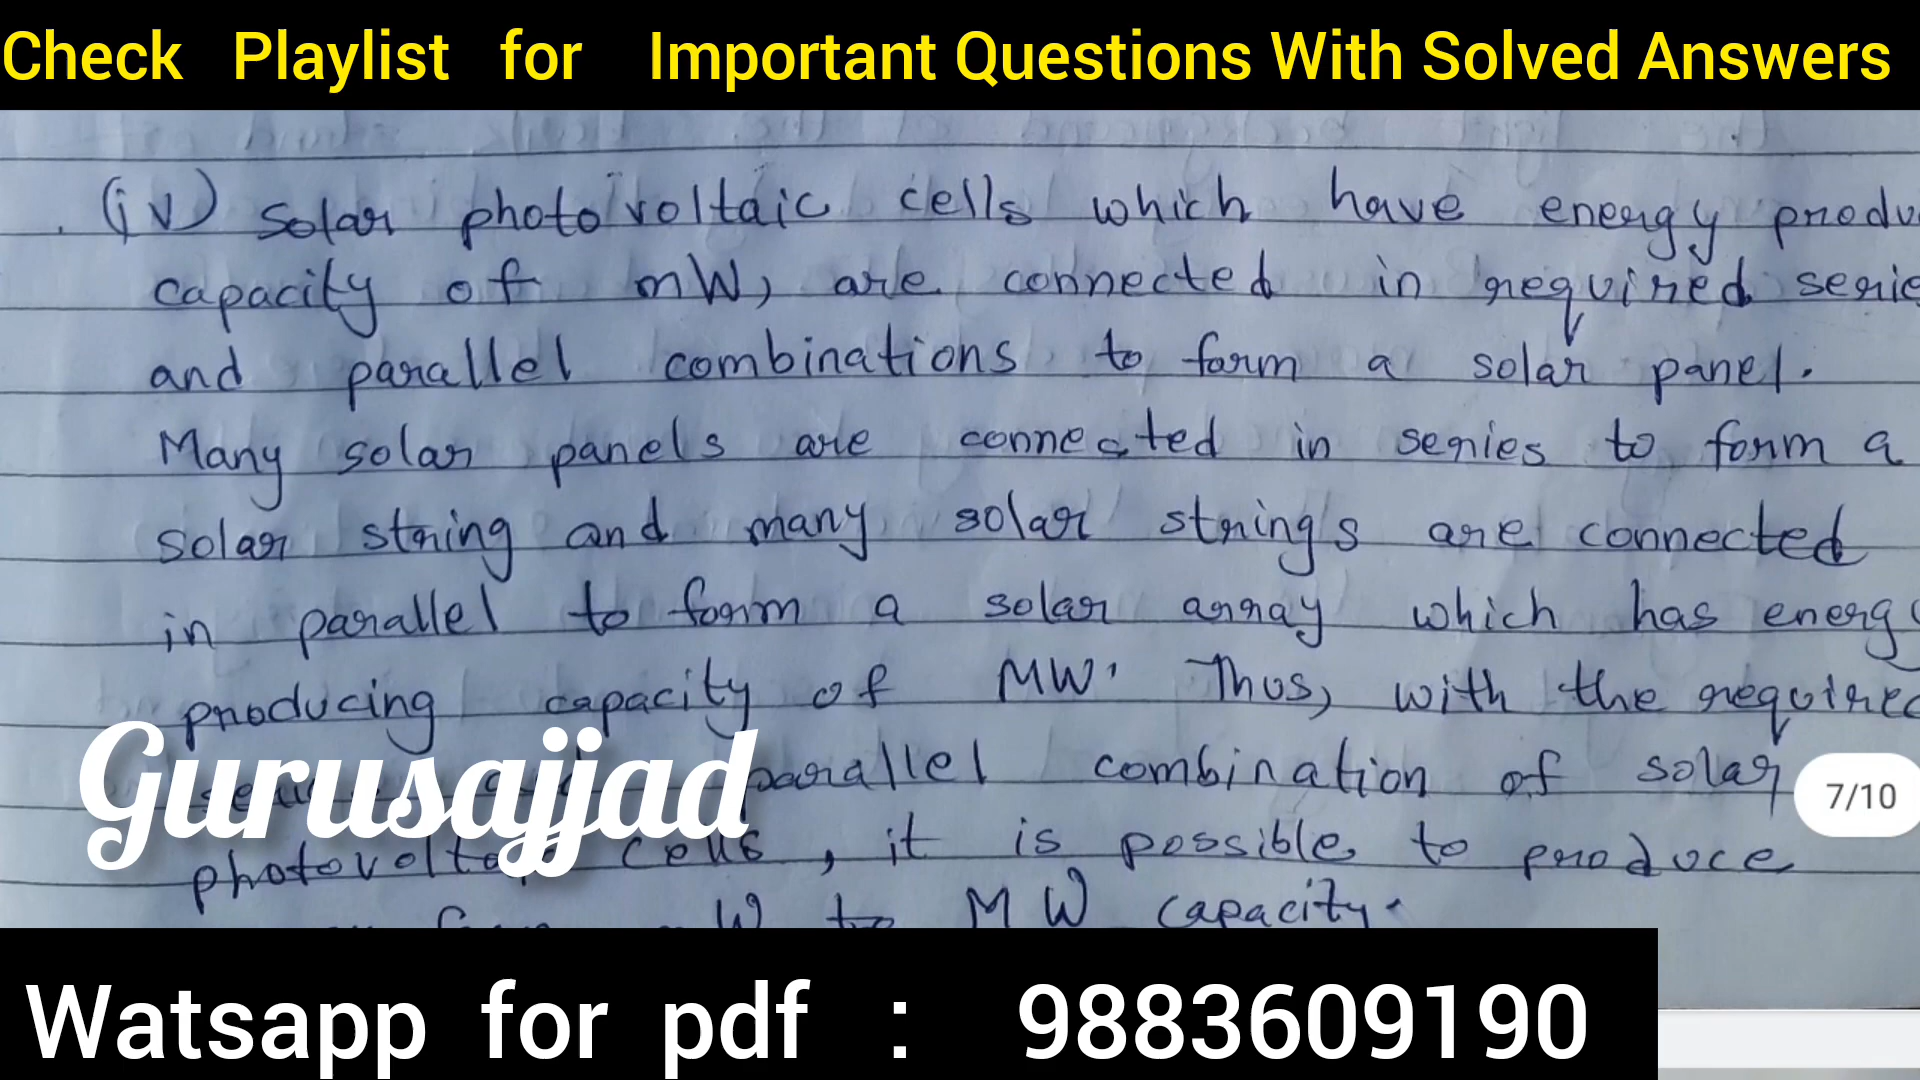 Check Playlist for Important Questions With Solved Answers
(iv) Solar photovoltaic cells which have energy produ
capacity of mW, are connected in required serie
and parallel combinations to form a solar panel.
Many solar panels are connected in series to form a
solar string and many solar strings are connected
in parallel to form a solar array which has energy
producing capacity of MW. Thus, with the required
parallel combination of solar
7/10
Gurusajjad
cells, it is possible to produce
mW to MW capacity.
Watsapp for pdf : 9883609190